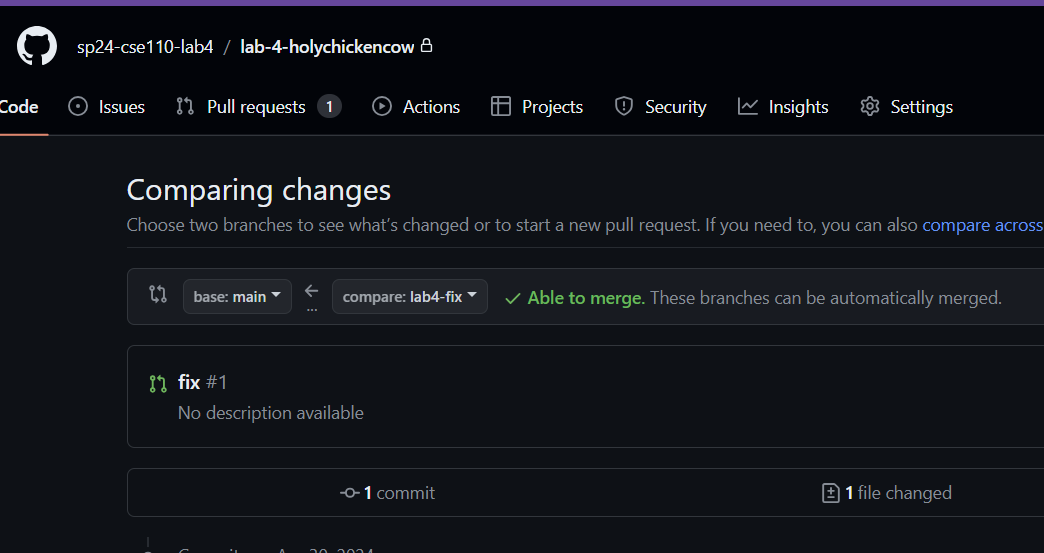 sp24-cse110-lab4 / lab-4-holychickencow
Code Issues Pull requests 1 Actions Projects Security Insights Settings
Comparing changes
Choose two branches to see what's changed or to start a new pull request. If you need to, you can also compare across
base: main ... compare: lab4-fix Able to merge. These branches can be automatically merged.
fix #1
No description available
1 commit 1 file changed